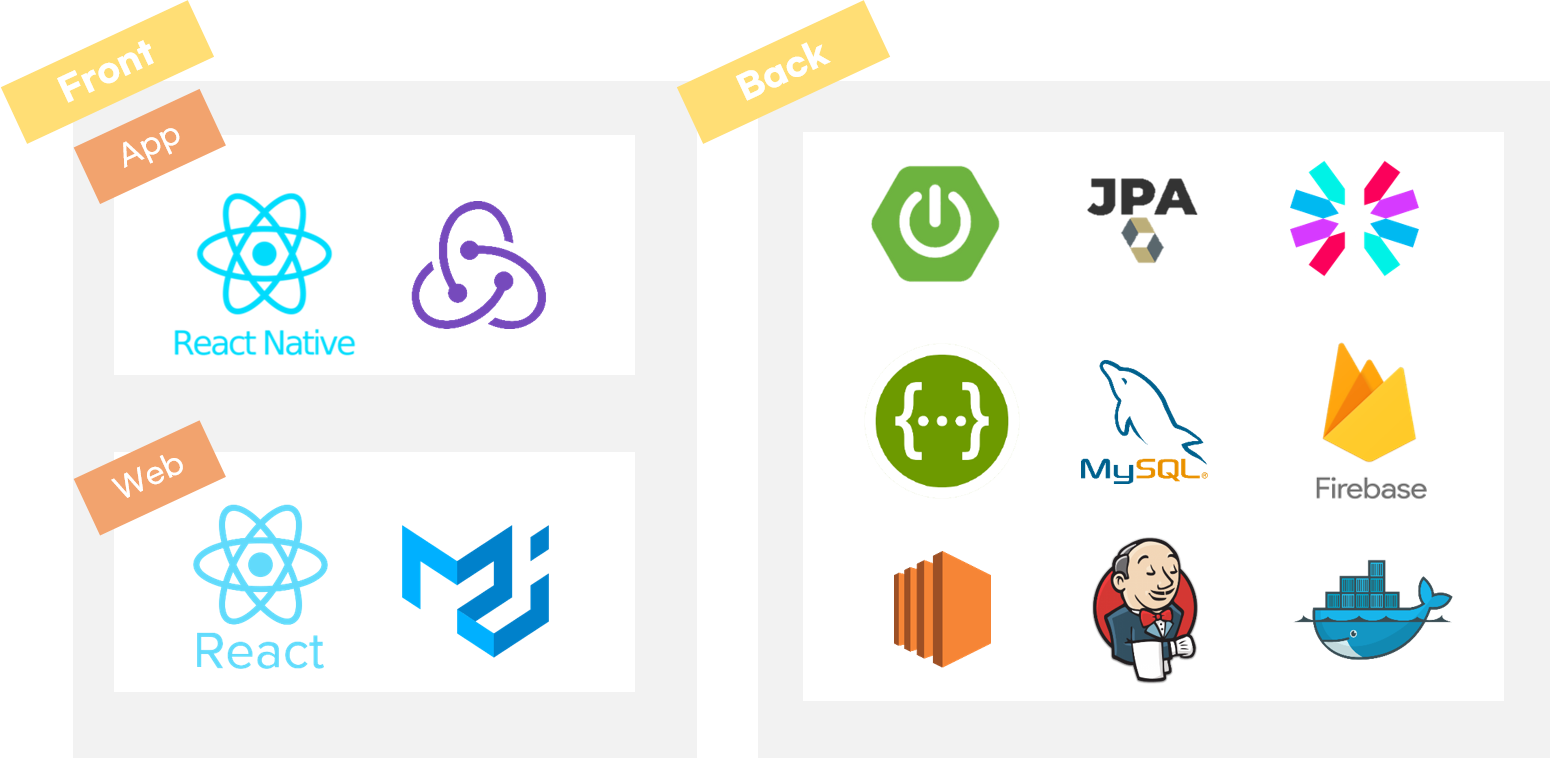 Front
App
React Native
Web
React
Back
JPA
MySQL®
Firebase